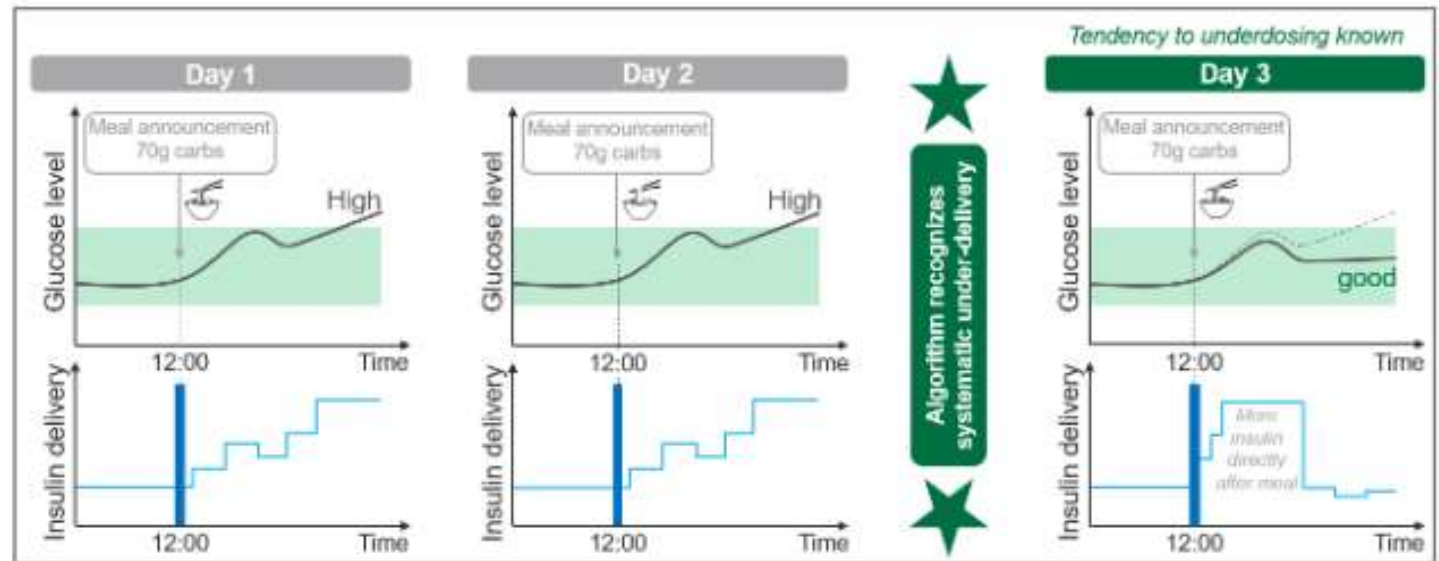 Tendency to underdosing known
Day 1
Day 2
Day 3
Meal announcement
70g carbs
High
Glucose level
12:00
Time
Insulin delivery
12:00
Time
Meal announcement
70g carbs
High
Glucose level
12:00
Time
Insulin delivery
12:00
Time
Algorithm recognizes
systematic under-delivery
Meal announcement
70g carbs
good
Glucose level
12:00
Time
More
insulin
directly
after meal
Insulin delivery
12:00
Time